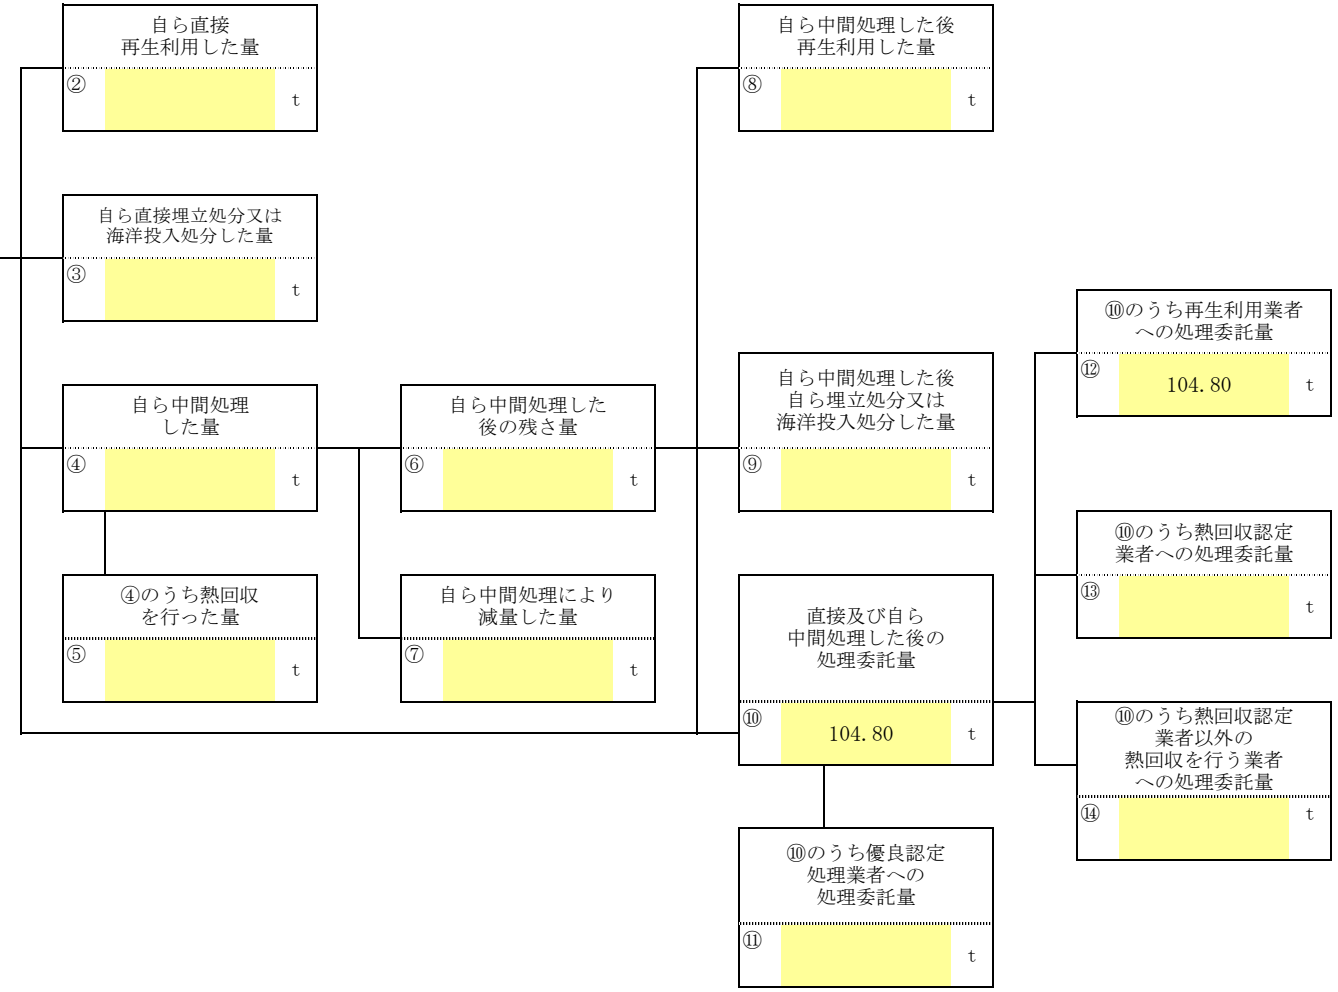 自ら直接
再生利用した量
②
t
自ら直接埋立処分又は
海洋投入処分した量
③
t
自ら中間処理
した量
④
t
④のうち熱回収
を行った量
⑤
t
自ら中間処理した
後の残さ量
⑥
t
自ら中間処理により
減量した量
⑦
t
自ら中間処理した後
再生利用した量
⑧
t
自ら中間処理した後
自ら埋立処分又は
海洋投入処分した量
⑨
t
直接及び自ら
中間処理した後の
処理委託量
⑩ 104.80 t
⑩のうち優良認定
処理業者への
処理委託量
⑪
t
⑩のうち再生利用業者
への処理委託量
⑫ 104.80 t
⑩のうち熱回収認定
業者への処理委託量
⑬
t
⑩のうち熱回収認定
業者以外の
熱回収を行う業者
への処理委託量
⑭
t